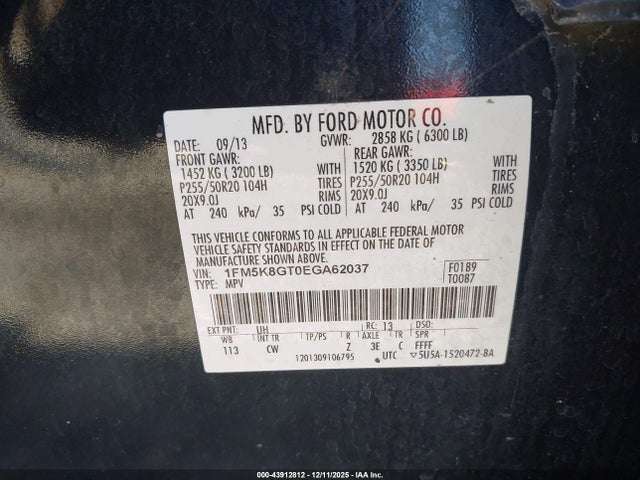 MFD. BY FORD MOTOR CO.
DATE: 09/13 GVWR: 2858 KG ( 6300 LB)
FRONT GAWR: REAR GAWR:
1452 KG ( 3200 LB) WITH 1520 KG ( 3350 LB) WITH
P255/50R20 104H TIRES P255/50R20 104H TIRES
20X9.0J RIMS 20X9.0J RIMS
AT 240 kPa/ 35 PSI COLD AT 240 kPa/ 35 PSI COLD
THIS VEHICLE CONFORMS TO ALL APPLICABLE FEDERAL MOTOR
VEHICLE SAFETY STANDARDS IN EFFECT ON THE DATE OF
MANUFACTURE SHOWN ABOVE.
VIN: 1FM5K8GT0EGA62037 F0189
TYPE: MPV T0087
EXT PNT: UH RC: 13 DSO:
WB INT TR TP/PS R AXLE TR SPR
113 CW Z 3E C FFFF
1201309106795 UTC ▽5U5A-1520472-BA
000-43912812 - 12/11/2025 - IAA Inc.